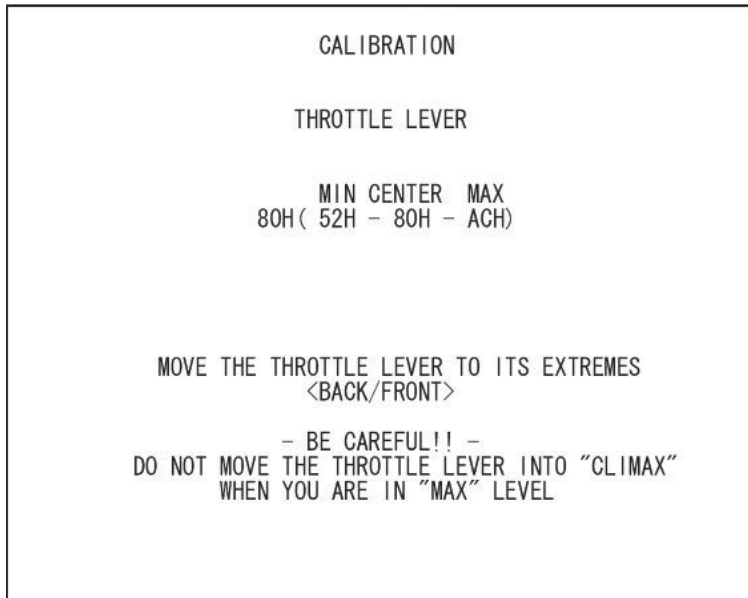 CALIBRATION
THROTTLE LEVER
MIN CENTER MAX
80H( 52H - 80H - ACH)
MOVE THE THROTTLE LEVER TO ITS EXTREMES
<BACK/FRONT>
- BE CAREFUL!! -
DO NOT MOVE THE THROTTLE LEVER INTO "CLIMAX"
WHEN YOU ARE IN "MAX" LEVEL